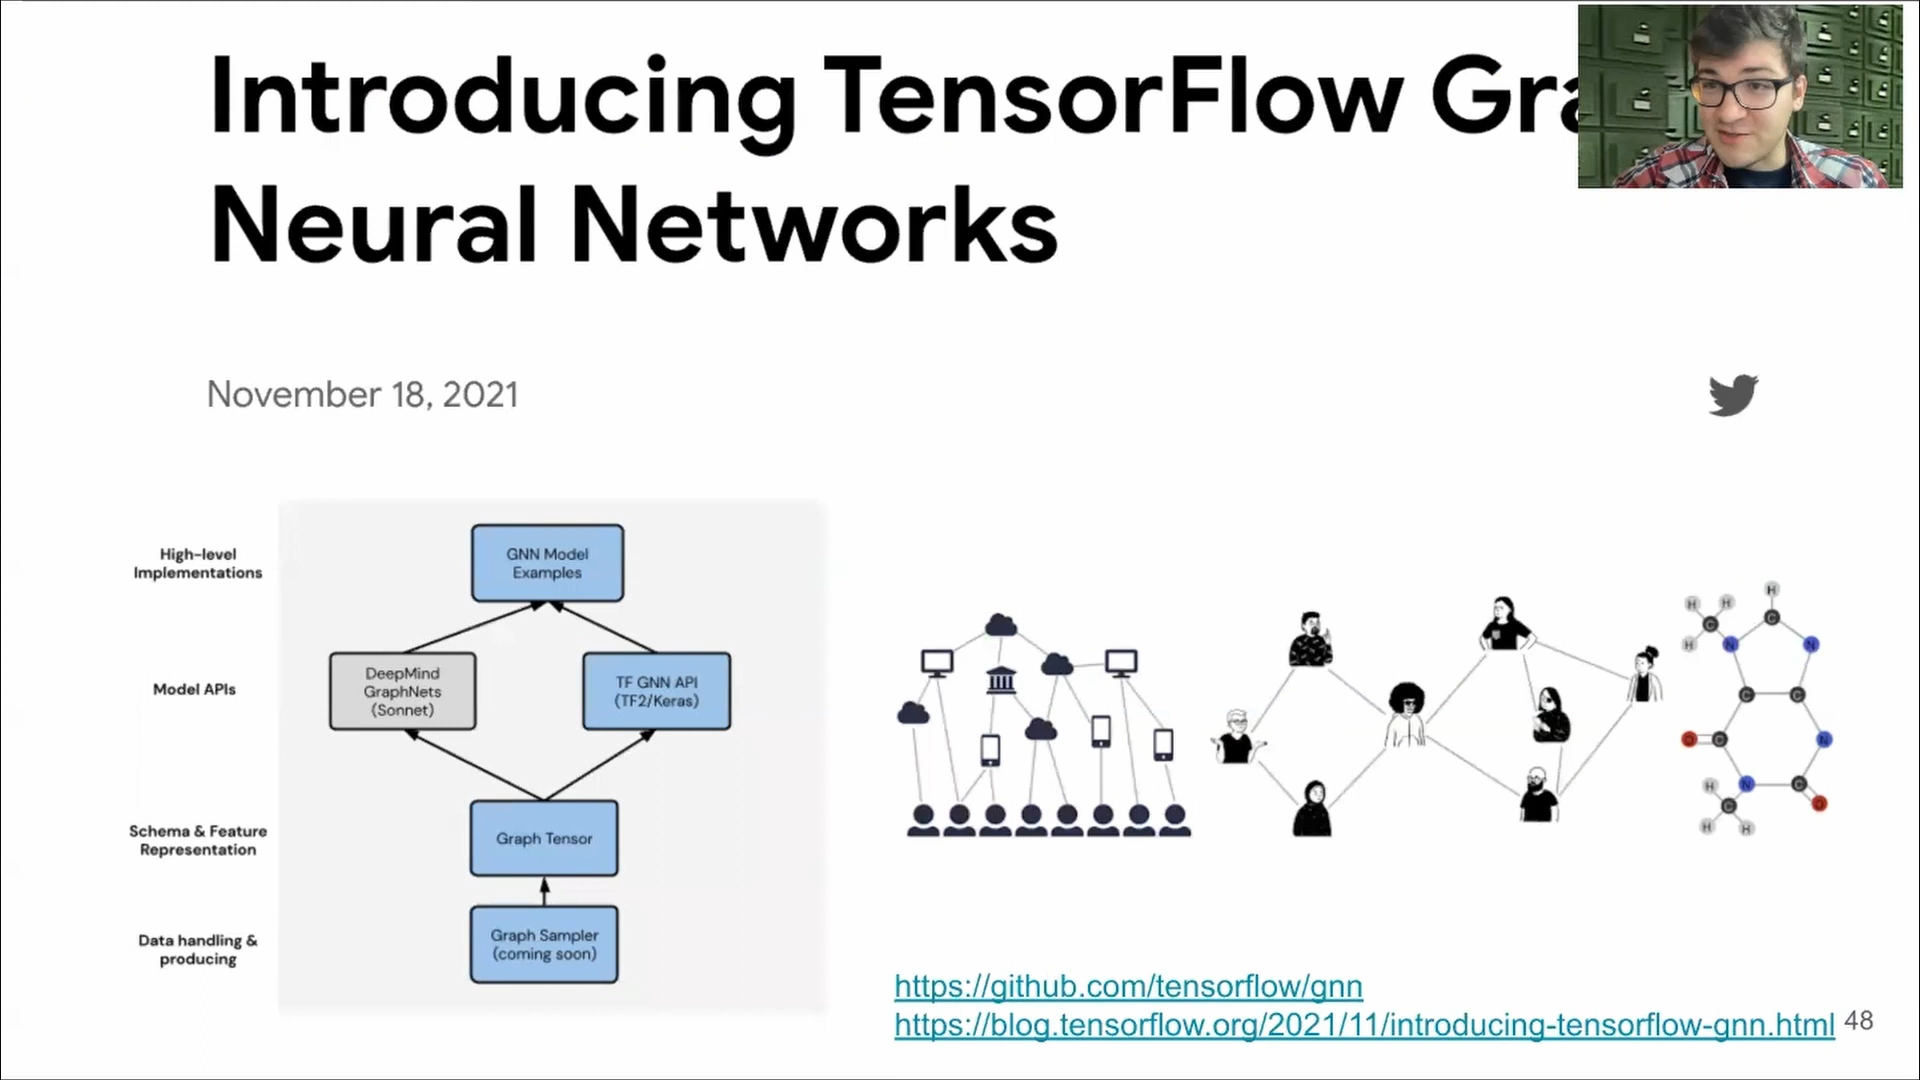 Introducing TensorFlow Gra
Neural Networks
November 18, 2021
High-level
Implementations
GNN Model
Examples
Model APIs
DeepMind
GraphNets
(Sonnet)
TF GNN API
(TF2/Keras)
Schema & Feature
Representation
Graph Tensor
Data handling &
producing
Graph Sampler
(coming soon)
H
H
H
C
C
H
N
N
C
C
O
C
N
H
N
C
C
O
H
H
https://github.com/tensorflow/gnn
https://blog.tensorflow.org/2021/11/introducing-tensorflow-gnn.html 48